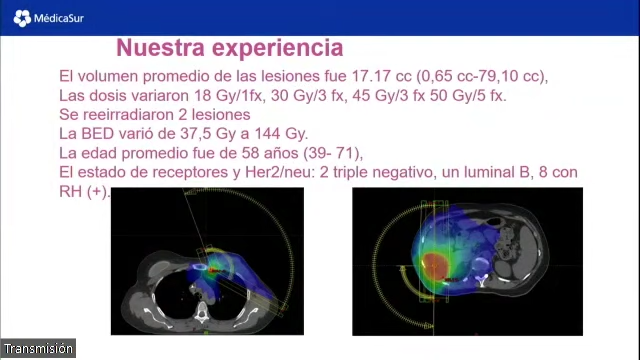 MédicaSur
Nuestra experiencia
El volumen promedio de las lesiones fue 17.17 cc (0,65 cc-79,10 cc),
Las dosis variaron 18 Gy/1fx, 30 Gy/3 fx, 45 Gy/3 fx 50 Gy/5 fx.
Se reeirradiaron 2 lesiones
La BED varió de 37,5 Gy a 144 Gy.
La edad promedio fue de 58 años (39- 71),
El estado de receptores y Her2/neu: 2 triple negativo, un luminal B, 8 con
RH (+).
Transmisión